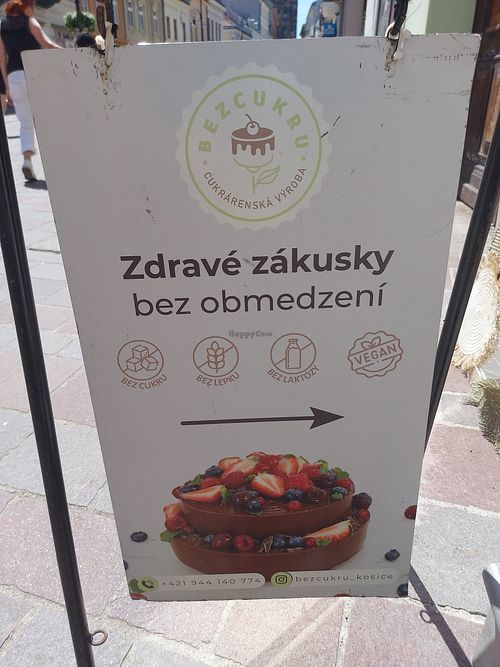 BEZCUKRU
CUKRÁRENSKÁ VÝROBA
Zdravé zákusky
bez obmedzení
HappyCow
BEZ CUKRU
BEZ LEPKU
BEZ LAKTÓZY
VEGAN
+421 944 140 774
bezcukru_kosice